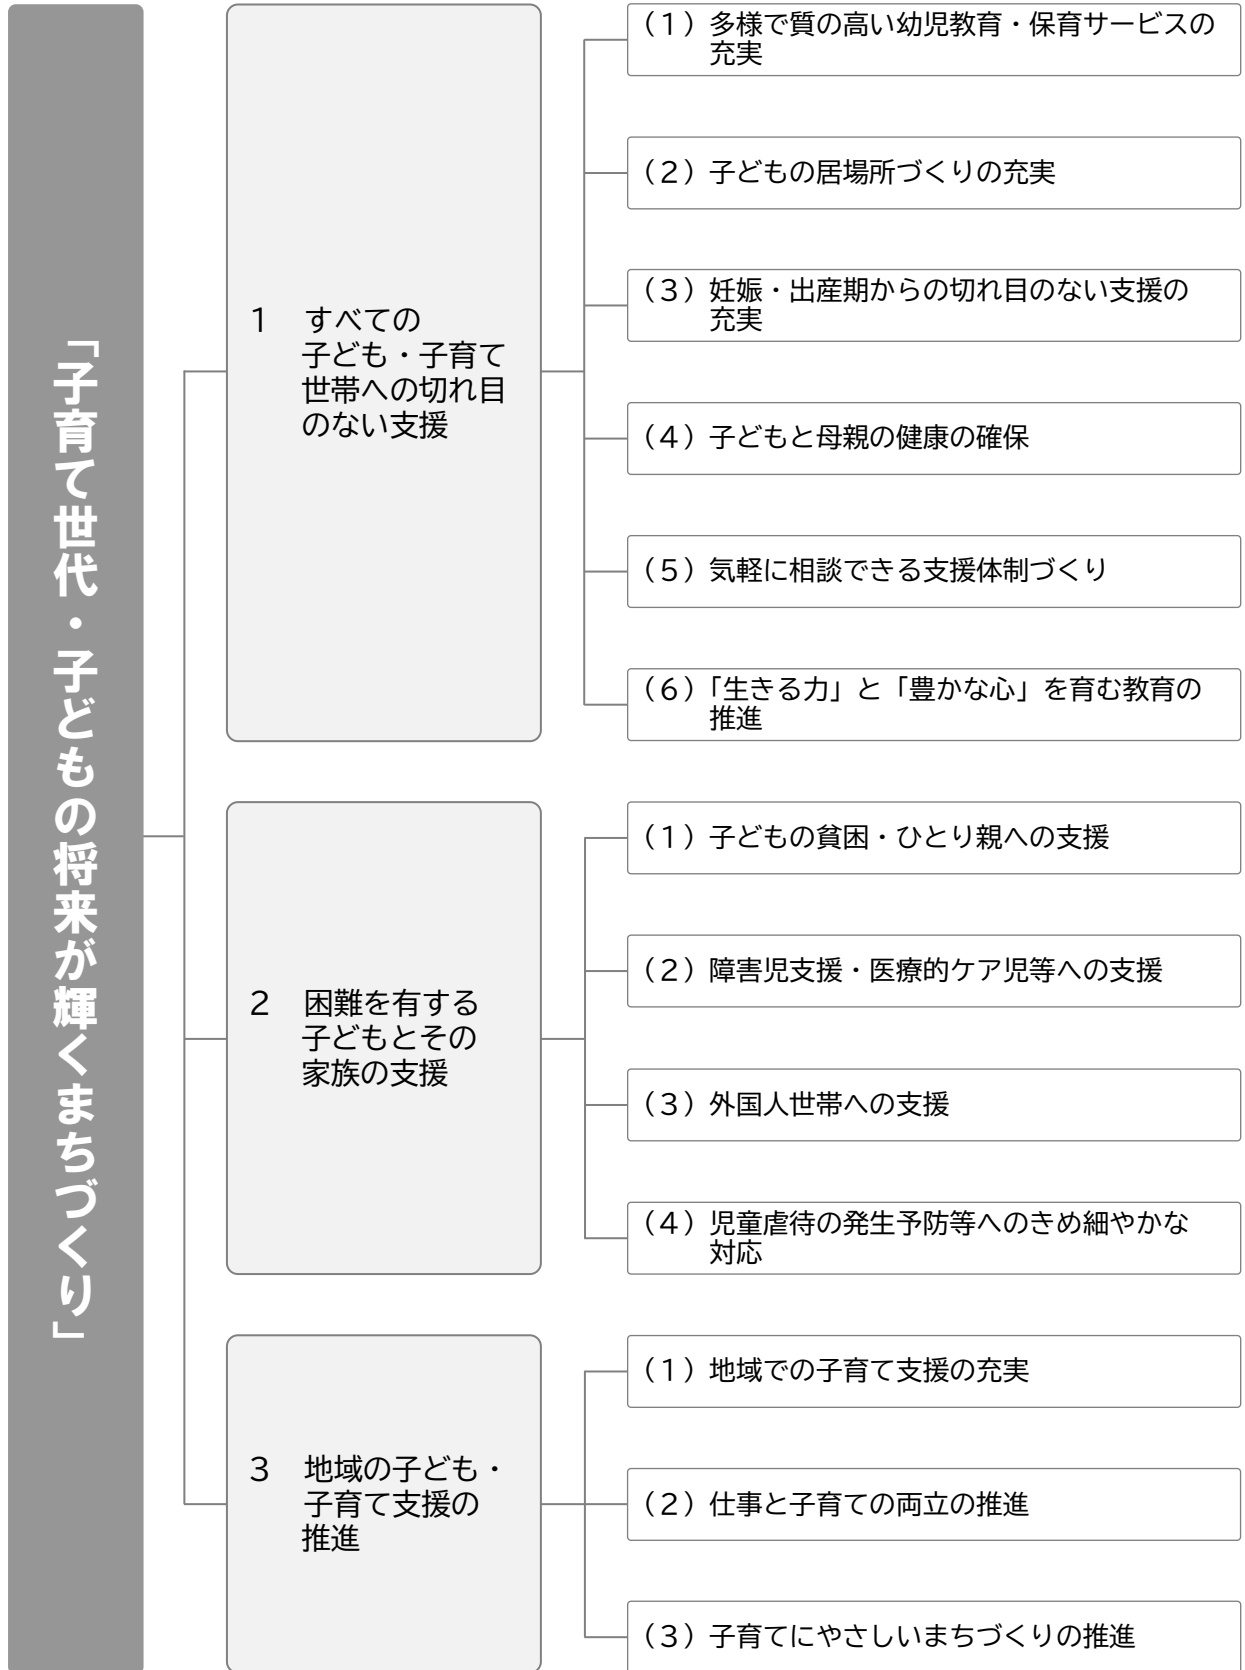 「子育て世代・子どもの将来が輝くまちづくり」
1 すべての
子ども・子育て
世帯への切れ目
のない支援
（1）多様で質の高い幼児教育・保育サービスの
充実
（2）子どもの居場所づくりの充実
（3）妊娠・出産期からの切れ目のない支援の
充実
（4）子どもと母親の健康の確保
（5）気軽に相談できる支援体制づくり
（6）「生きる力」と「豊かな心」を育む教育の
推進
2 困難を有する
子どもとその
家族の支援
（1）子どもの貧困・ひとり親への支援
（2）障害児支援・医療的ケア児等への支援
（3）外国人世帯への支援
（4）児童虐待の発生予防等へのきめ細やかな
対応
3 地域の子ども・
子育て支援の
推進
（1）地域での子育て支援の充実
（2）仕事と子育ての両立の推進
（3）子育てにやさしいまちづくりの推進